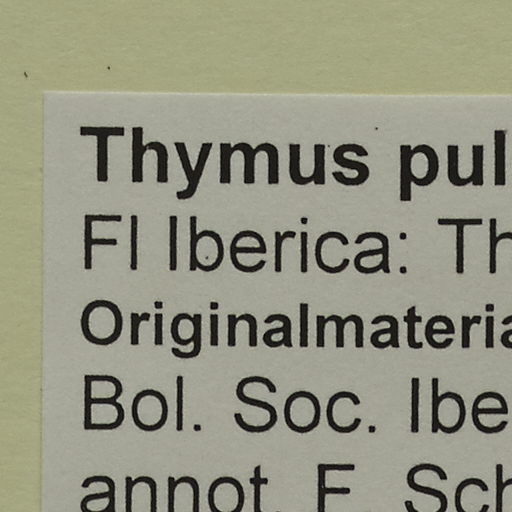 Thymus pul
Fl Iberica: Th
Originalmateria
Bol. Soc. Ibe
annot. F. Sch